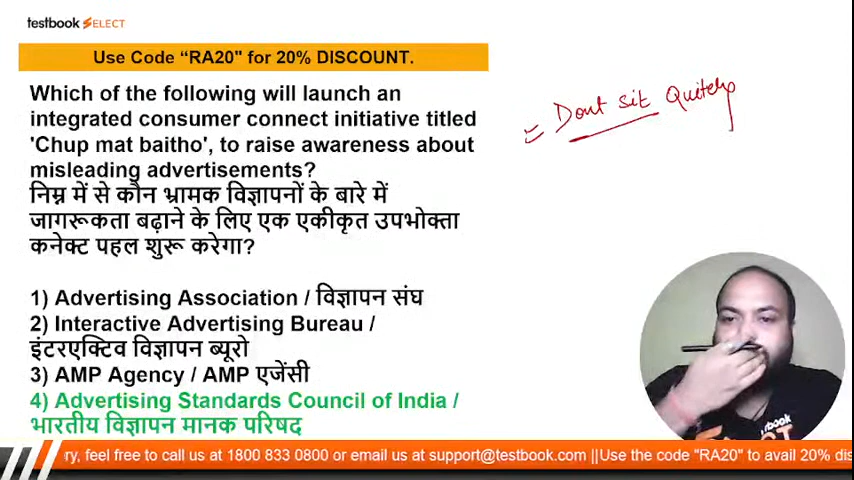 testbook SELECT
Use Code “RA20" for 20% DISCOUNT.
Which of the following will launch an
integrated consumer connect initiative titled
'Chup mat baitho', to raise awareness about
misleading advertisements?
निम्न में से कौन भ्रामक विज्ञापनों के बारे में
जागरूकता बढ़ाने के लिए एक एकीकृत उपभोक्ता
कनेक्ट पहल शुरू करेगा?
1) Advertising Association / विज्ञापन संघ
2) Interactive Advertising Bureau /
इंटरएक्टिव विज्ञापन ब्यूरो
3) AMP Agency / AMP एजेंसी
4) Advertising Standards Council of India /
भारतीय विज्ञापन मानक परिषद
Dont sit Quitely
tbook
ECT
ry, feel free to call us at 1800 833 0800 or email us at support@testbook.com ||Use the code "RA20" to avail 20% dis